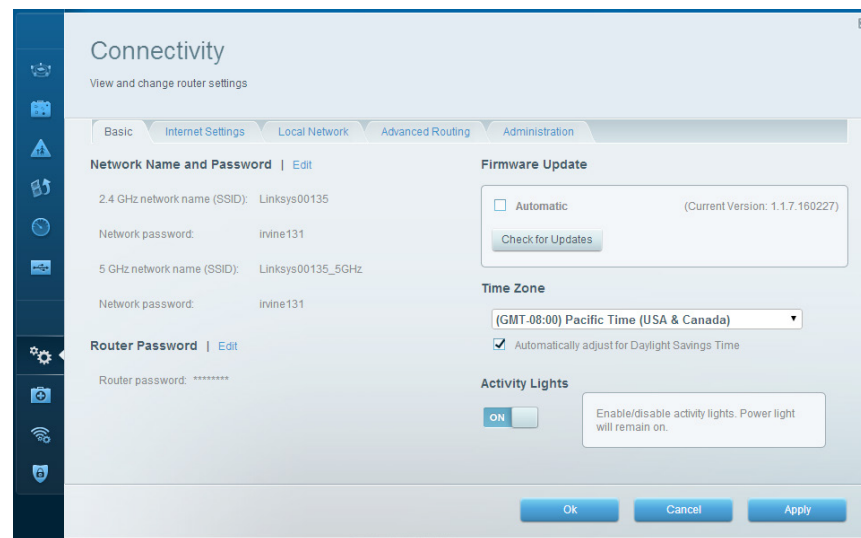 Connectivity
View and change router settings
Basic
Internet Settings
Local Network
Advanced Routing
Administration
Network Name and Password | Edit
2.4 GHz network name (SSID): Linksys00135
Network password: irvine131
5 GHz network name (SSID): Linksys00135_5GHz
Network password: irvine131
Router Password | Edit
Router password: ********
Firmware Update
Automatic
(Current Version: 1.1.7.160227)
Check for Updates
Time Zone
(GMT-08:00) Pacific Time (USA & Canada)
Automatically adjust for Daylight Savings Time
Activity Lights
ON
Enable/disable activity lights. Power light
will remain on.
Ok
Cancel
Apply